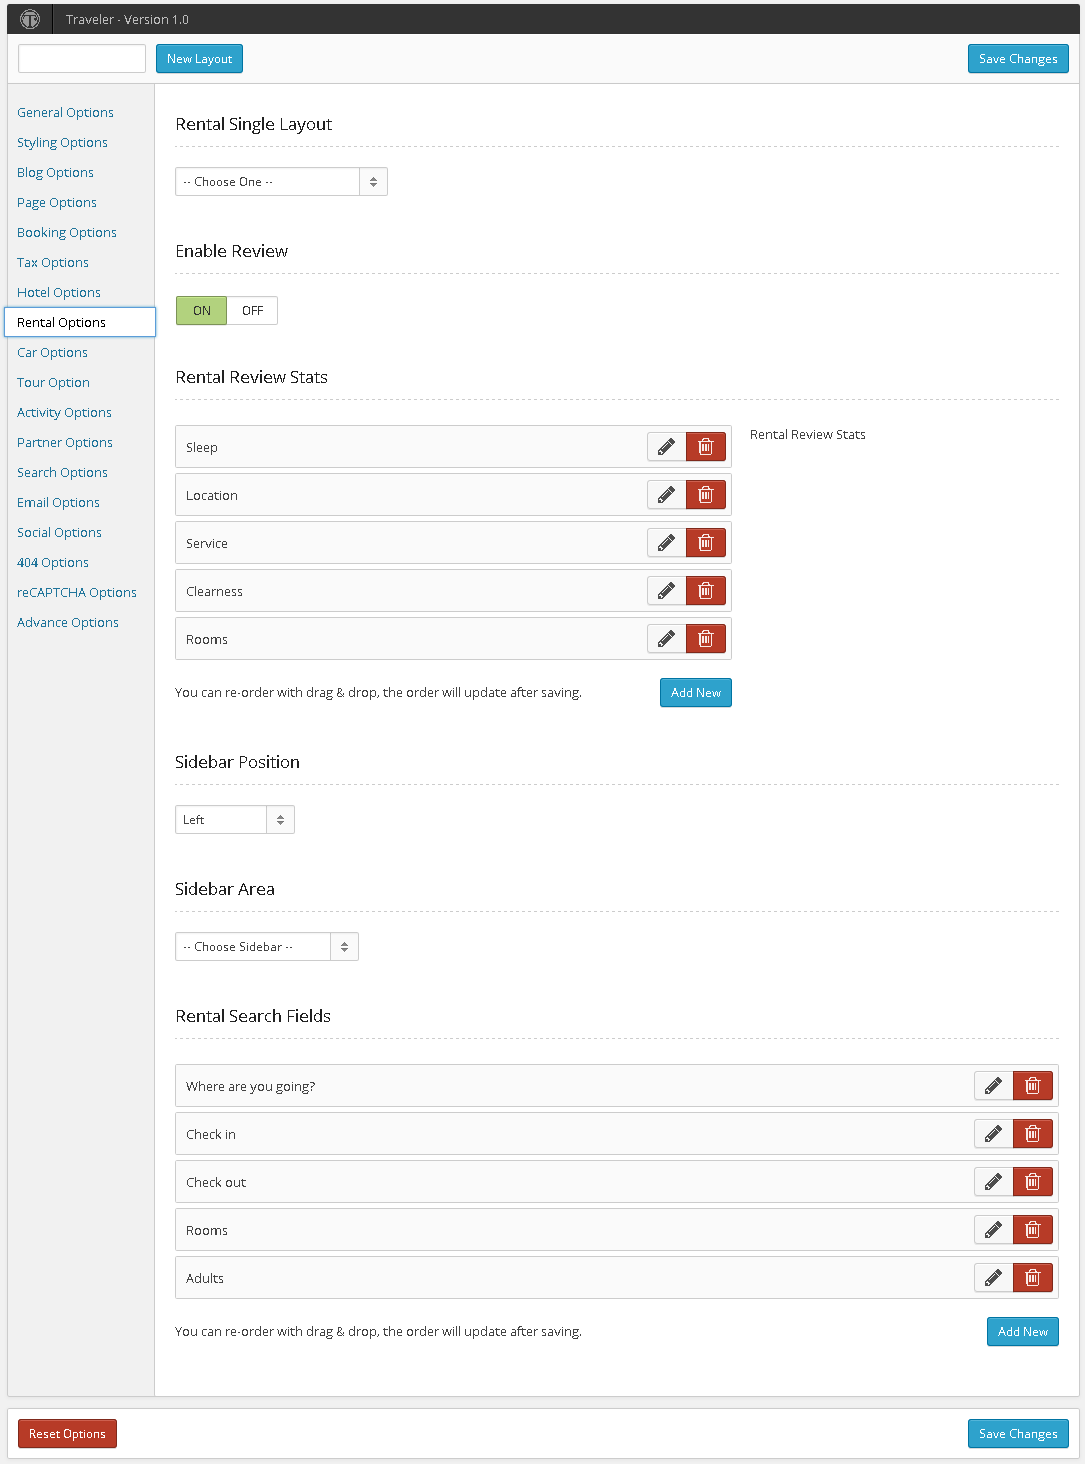 Traveler - Version 1.0
New Layout
Save Changes
General Options
Styling Options
Blog Options
Page Options
Booking Options
Tax Options
Hotel Options
Rental Options
Car Options
Tour Option
Activity Options
Partner Options
Search Options
Email Options
Social Options
404 Options
reCAPTCHA Options
Advance Options
Rental Single Layout
-- Choose One --
Enable Review
ON OFF
Rental Review Stats
Sleep
Location
Service
Clearness
Rooms
Rental Review Stats
You can re-order with drag & drop, the order will update after saving.
Add New
Sidebar Position
Left
Sidebar Area
-- Choose Sidebar --
Rental Search Fields
Where are you going?
Check in
Check out
Rooms
Adults
You can re-order with drag & drop, the order will update after saving.
Add New
Reset Options
Save Changes